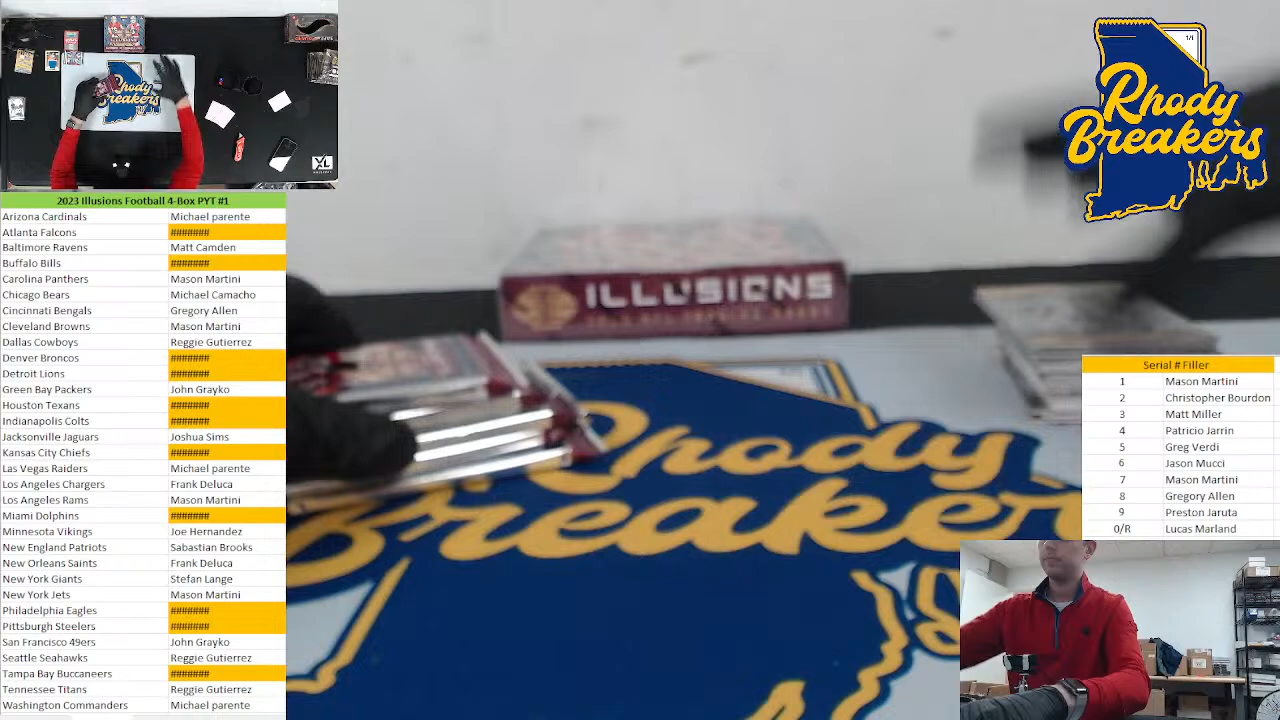 2023 Illusions Football 4-Box PYT #1
Arizona Cardinals Michael parente
Atlanta Falcons #######
Baltimore Ravens Matt Camden
Buffalo Bills #######
Carolina Panthers Mason Martini
Chicago Bears Michael Camacho
Cincinnati Bengals Gregory Allen
Cleveland Browns Mason Martini
Dallas Cowboys Reggie Gutierrez
Denver Broncos #######
Detroit Lions #######
Green Bay Packers John Grayko
Houston Texans #######
Indianapolis Colts #######
Jacksonville Jaguars Joshua Sims
Kansas City Chiefs #######
Las Vegas Raiders Michael parente
Los Angeles Chargers Frank Deluca
Los Angeles Rams Mason Martini
Miami Dolphins #######
Minnesota Vikings Joe Hernandez
New England Patriots Sabastian Brooks
New Orleans Saints Frank Deluca
New York Giants Stefan Lange
New York Jets Mason Martini
Philadelphia Eagles #######
Pittsburgh Steelers #######
San Francisco 49ers John Grayko
Seattle Seahawks Reggie Gutierrez
Tampa Bay Buccaneers #######
Tennessee Titans Reggie Gutierrez
Washington Commanders Michael parente
Rhody
Breakers
XL
ILLUSIONS
Rhody
Breakers
1/1
Rhody
Breakers
Serial # Filler
1 Mason Martini
2 Christopher Bourdon
3 Matt Miller
4 Patricio Jarrin
5 Greg Verdi
6 Jason Mucci
7 Mason Martini
8 Gregory Allen
9 Preston Jaruta
0/R Lucas Marland